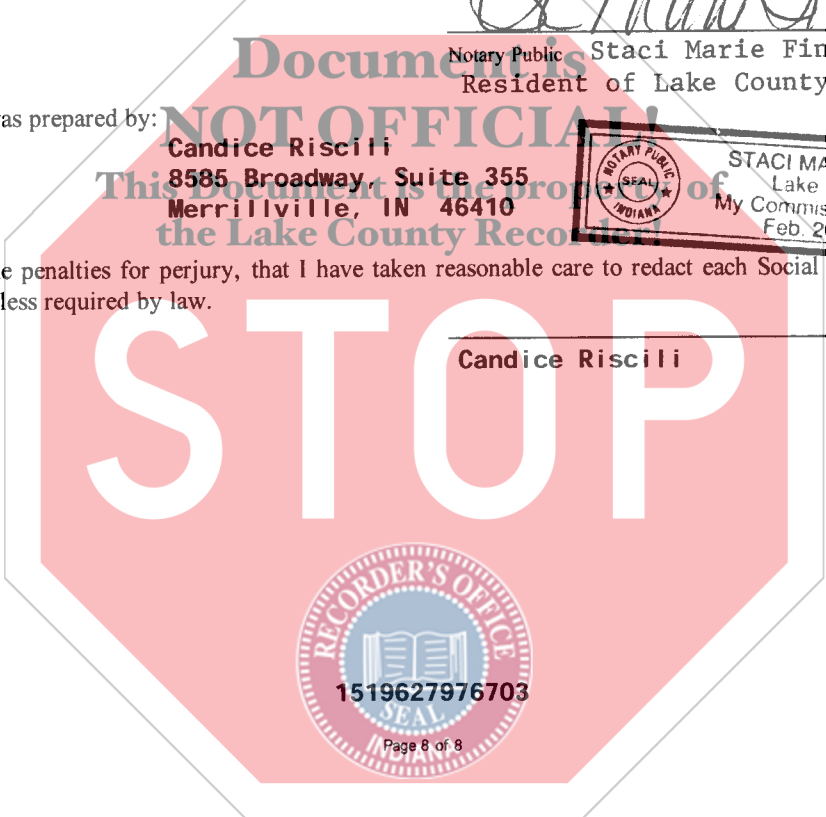 Document is
Notary Public Staci Marie Fin
Resident of Lake County
as prepared by:
NOT OFFICIAL!
Candice Riscili
8585 Broadway, Suite 355
Merrillville, IN 46410
This Document is the property of
the Lake County Recorder!
NOTARY PUBLIC
SEAL
INDIANA
STACI MA
Lake
My Commis
Feb. 2
e penalties for perjury, that I have taken reasonable care to redact each Social
less required by law.
STOP
Candice Riscili
RECORDER'S OFFICE
1519627976703
SEAL
Page 8 of 8
INDIANA